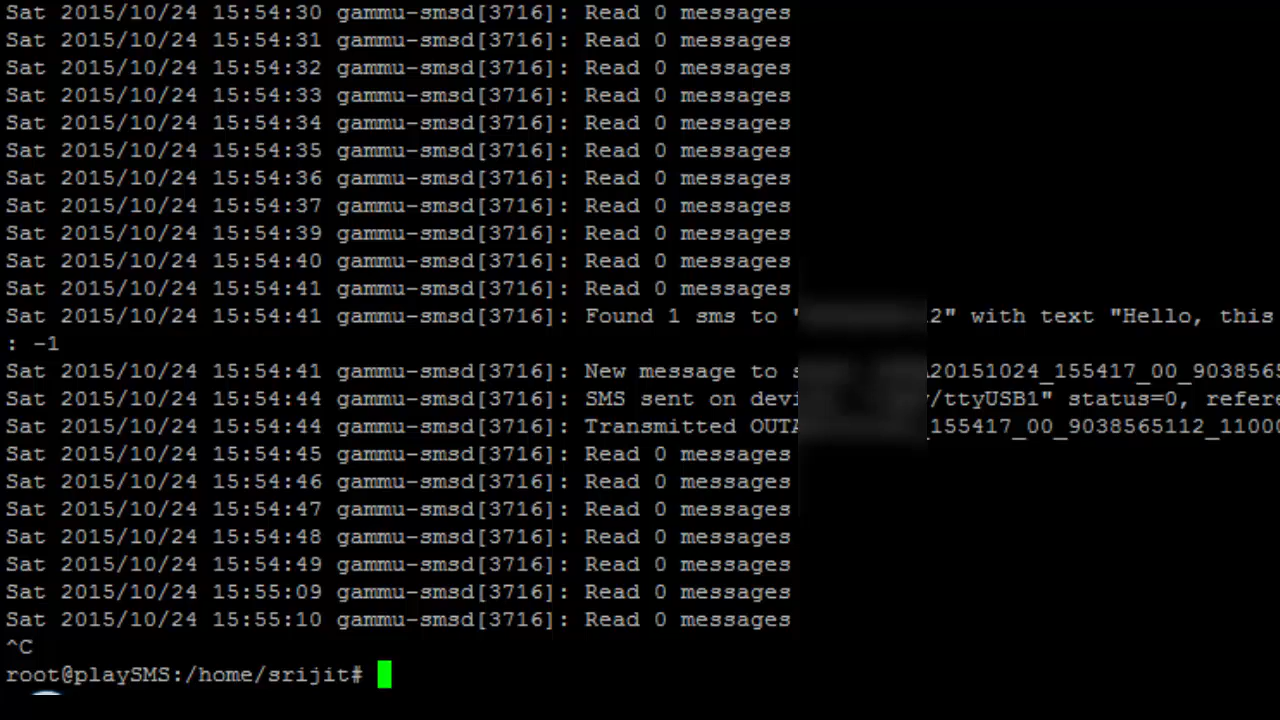 Sat 2015/10/24 15:54:30 gammu-smsd[3716]: Read 0 messages
Sat 2015/10/24 15:54:31 gammu-smsd[3716]: Read 0 messages
Sat 2015/10/24 15:54:32 gammu-smsd[3716]: Read 0 messages
Sat 2015/10/24 15:54:33 gammu-smsd[3716]: Read 0 messages
Sat 2015/10/24 15:54:34 gammu-smsd[3716]: Read 0 messages
Sat 2015/10/24 15:54:35 gammu-smsd[3716]: Read 0 messages
Sat 2015/10/24 15:54:36 gammu-smsd[3716]: Read 0 messages
Sat 2015/10/24 15:54:37 gammu-smsd[3716]: Read 0 messages
Sat 2015/10/24 15:54:39 gammu-smsd[3716]: Read 0 messages
Sat 2015/10/24 15:54:40 gammu-smsd[3716]: Read 0 messages
Sat 2015/10/24 15:54:41 gammu-smsd[3716]: Read 0 messages
Sat 2015/10/24 15:54:41 gammu-smsd[3716]: Found 1 sms to " 2" with text "Hello, this
: -1
Sat 2015/10/24 15:54:41 gammu-smsd[3716]: New message to 20151024_155417_00_9038565
Sat 2015/10/24 15:54:44 gammu-smsd[3716]: SMS sent on devi /ttyUSB1" status=0, refere
Sat 2015/10/24 15:54:44 gammu-smsd[3716]: Transmitted OUT _155417_00_9038565112_11000
Sat 2015/10/24 15:54:45 gammu-smsd[3716]: Read 0 messages
Sat 2015/10/24 15:54:46 gammu-smsd[3716]: Read 0 messages
Sat 2015/10/24 15:54:47 gammu-smsd[3716]: Read 0 messages
Sat 2015/10/24 15:54:48 gammu-smsd[3716]: Read 0 messages
Sat 2015/10/24 15:54:49 gammu-smsd[3716]: Read 0 messages
Sat 2015/10/24 15:55:09 gammu-smsd[3716]: Read 0 messages
Sat 2015/10/24 15:55:10 gammu-smsd[3716]: Read 0 messages
^C
root@playSMS:/home/srijit#